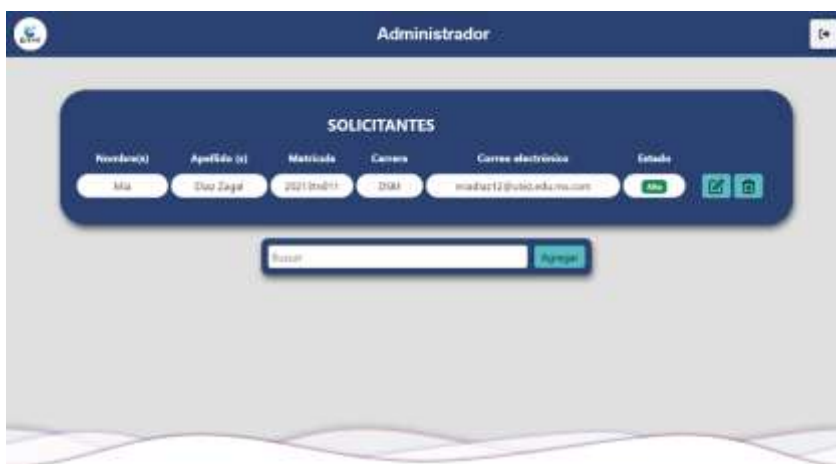 Administrador
SOLICITANTES
Nombre(s) Apellido (s) Matrícula Carrera Correo electrónico Estado
Mia Diaz Zagal DSM Alta
Buscar Agregar